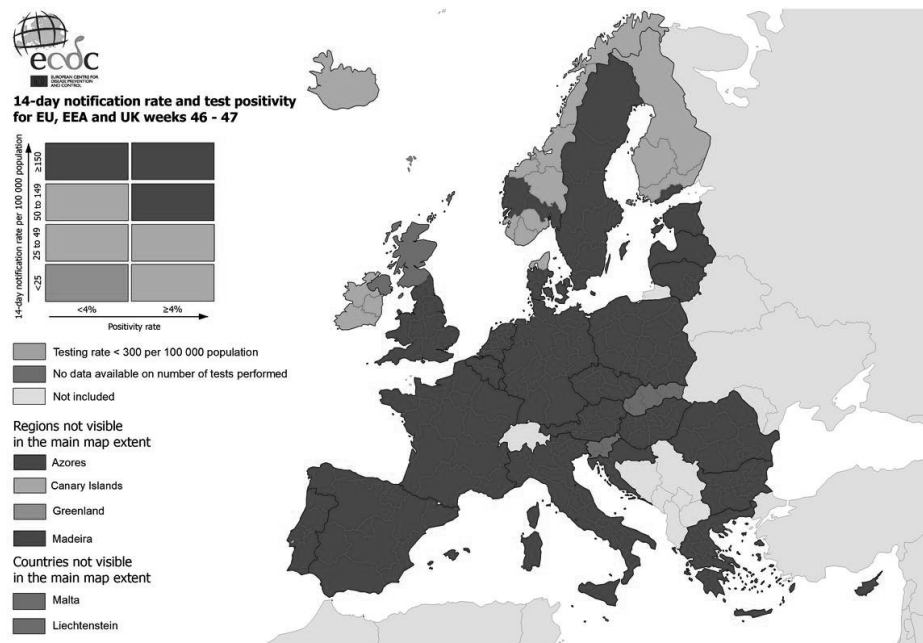 ecdc
EUROPEAN CENTRE FOR
DISEASE PREVENTION
AND CONTROL
14-day notification rate and test positivity
for EU, EEA and UK weeks 46 - 47
14-day notification rate per 100 000 population
≥150
50 to 149
25 to 49
<25
<4%
≥4%
Positivity rate
Testing rate < 300 per 100 000 population
No data available on number of tests performed
Not included
Regions not visible
in the main map extent
Azores
Canary Islands
Greenland
Madeira
Countries not visible
in the main map extent
Malta
Liechtenstein